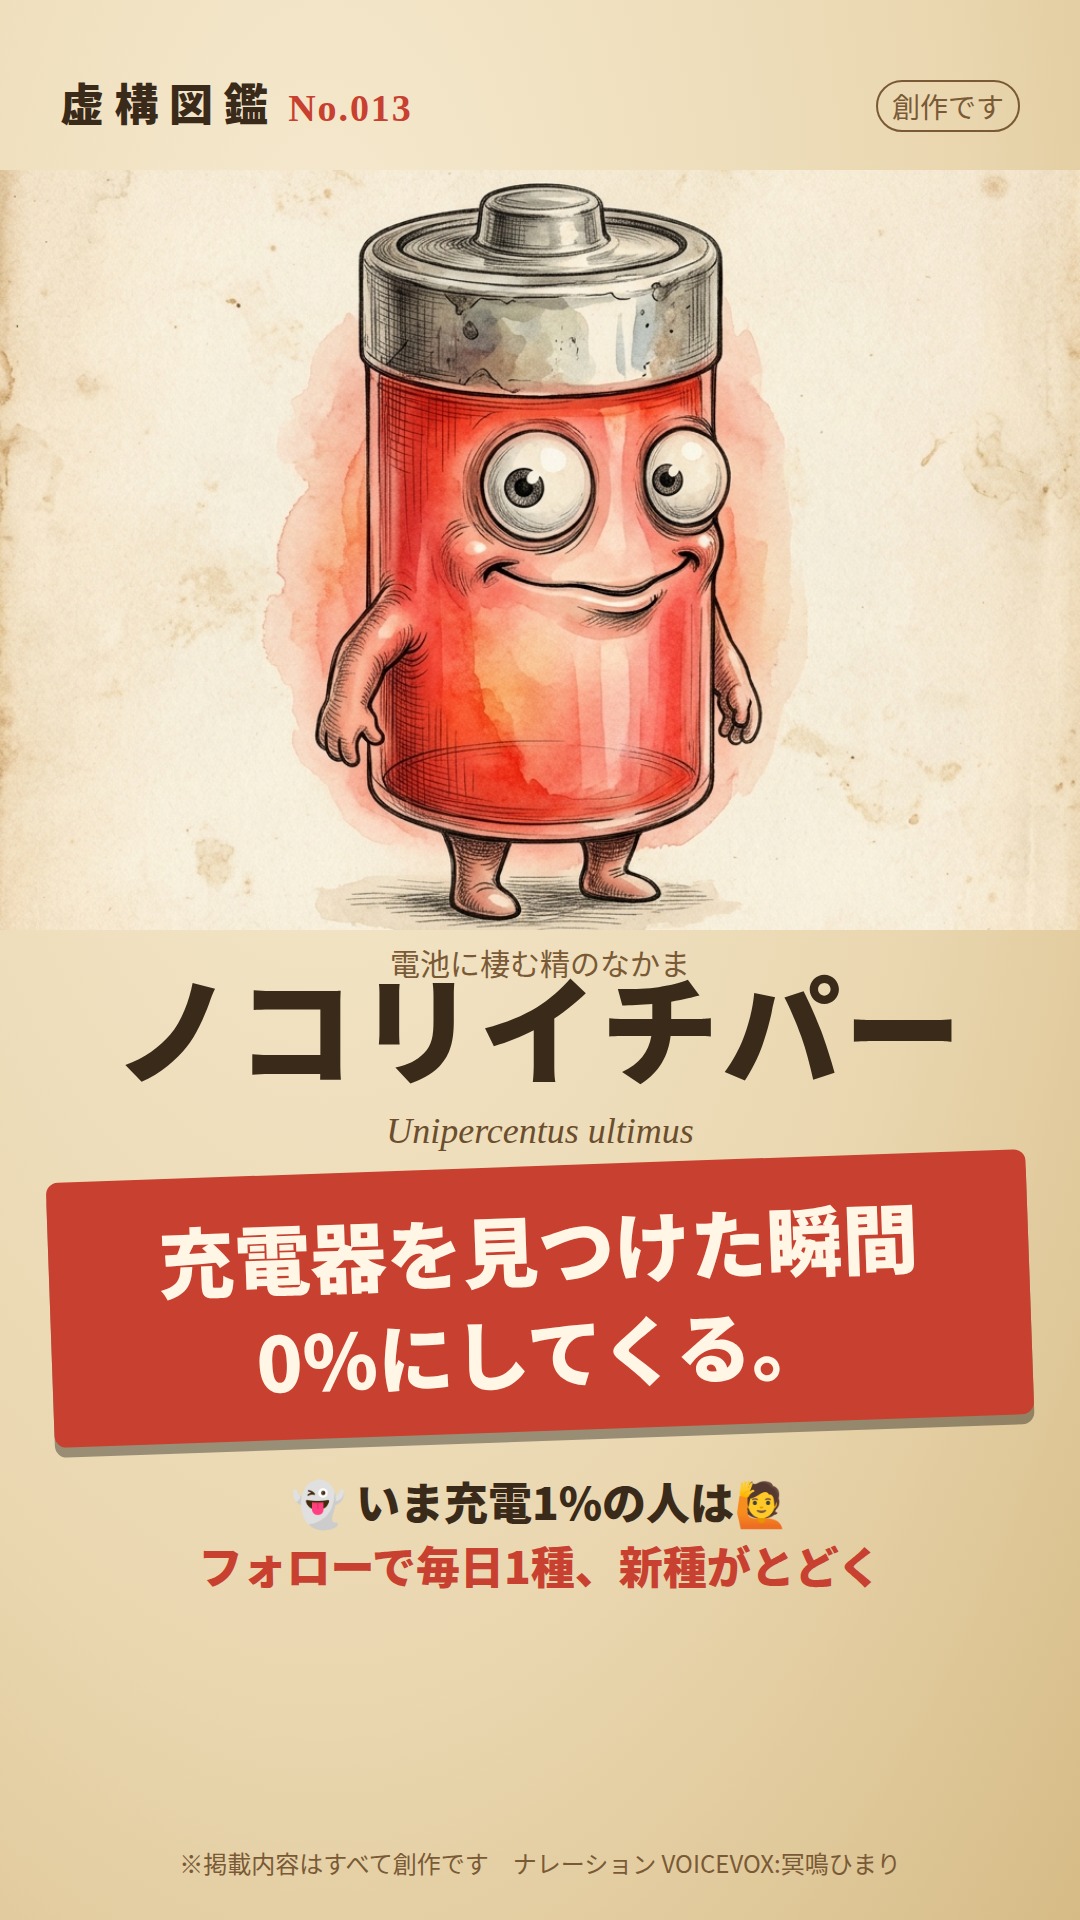 虚構図鑑 No.013
創作です
電池に棲む精のなかま
ノコリイチパー
Unipercentus ultimus
充電器を見つけた瞬間
0%にしてくる。
👻 いま充電1%の人は🙋
フォローで毎日1種、新種がとどく
※掲載内容はすべて創作です ナレーション VOICEVOX:冥鳴ひまり